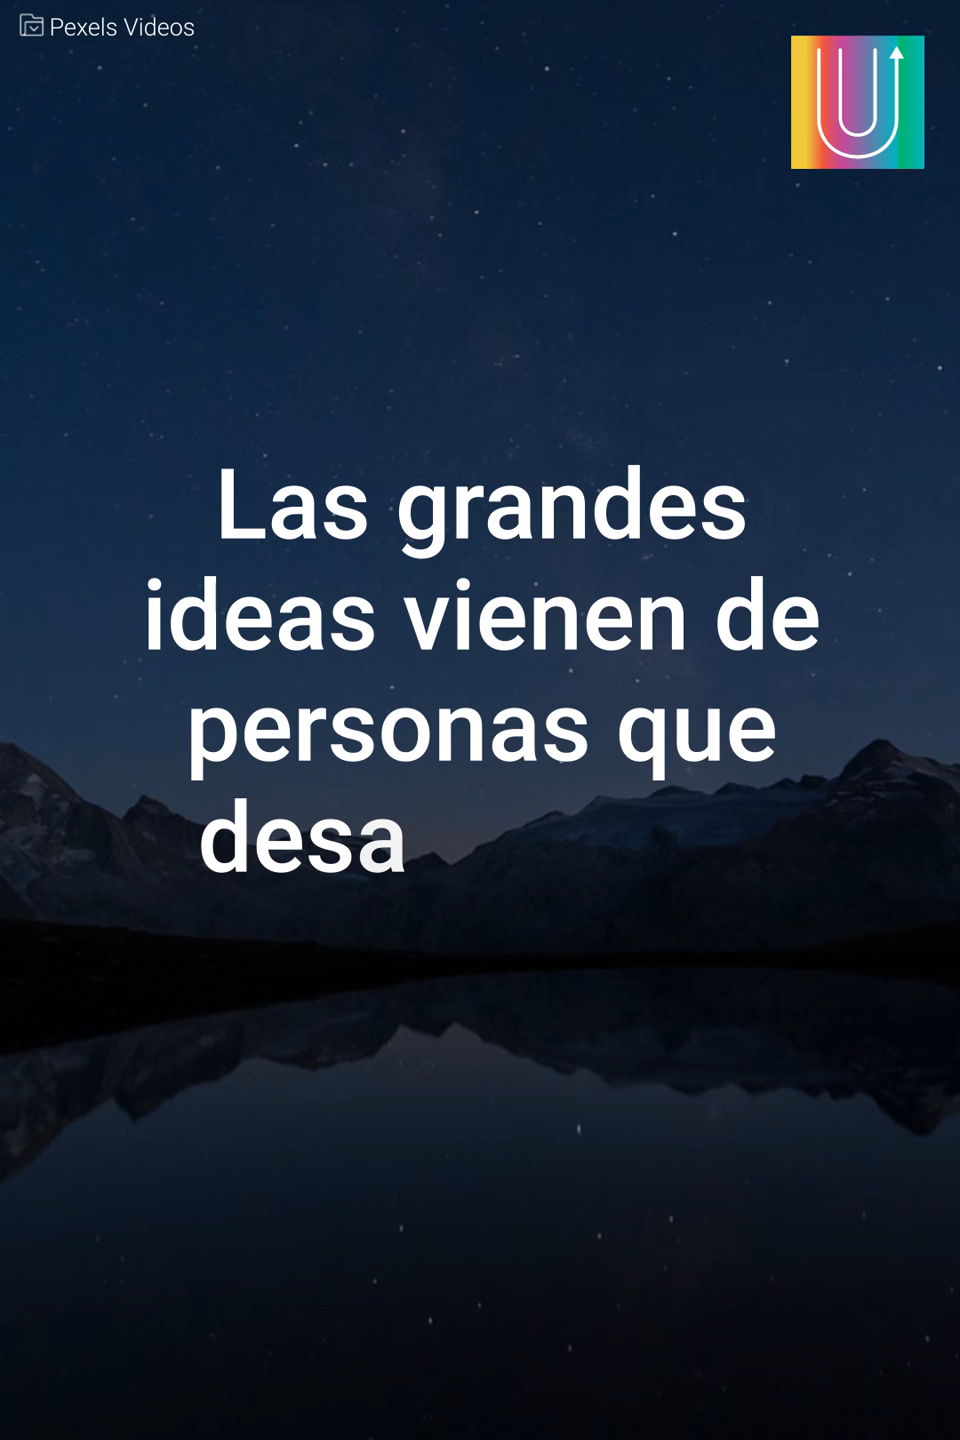 Pexels Videos
U
Las grandes
ideas vienen de
personas que
desa